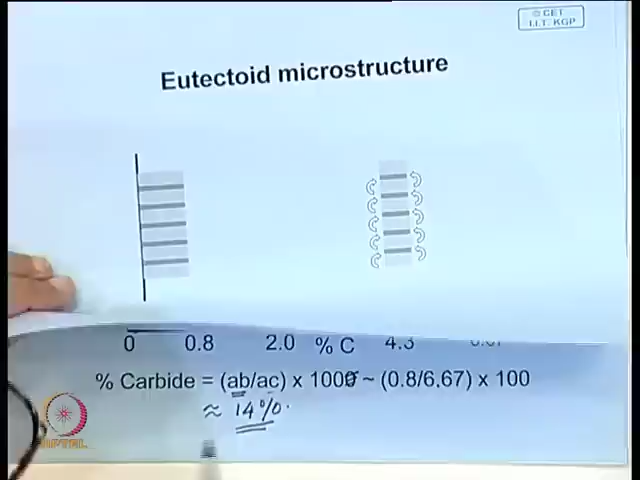 © CET
I.I.T. KGP
Eutectoid microstructure
0 0.8 2.0 % C 4.3
% Carbide = (ab/ac) x 100 ~ (0.8/6.67) x 100
≈ 14%.
NPTEL